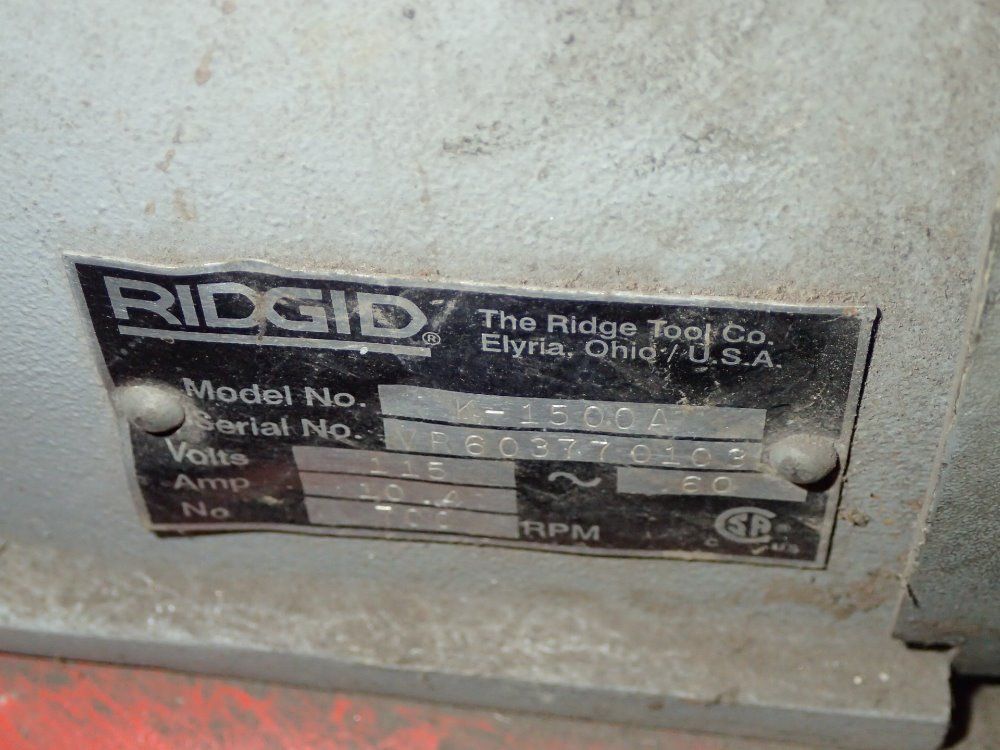 RIDGID®
The Ridge Tool Co.
Elyria, Ohio / U.S.A.
Model No. K-1500A
Serial No.
Volts 115 ~ 60
Amp
No RPM